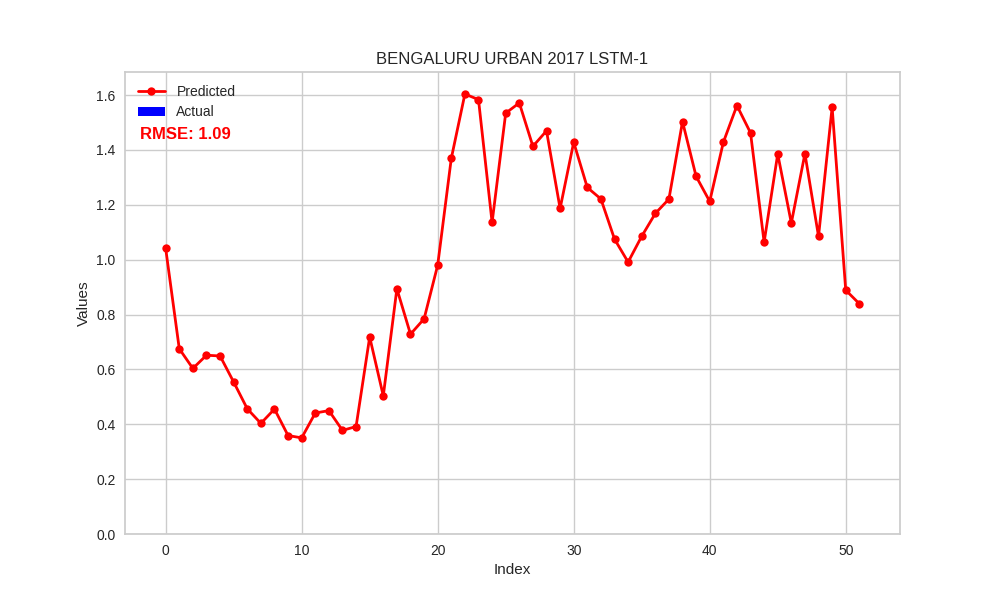 BENGALURU URBAN 2017 LSTM-1
Predicted
Actual
RMSE: 1.09
1.6
1.4
1.2
1.0
0.8
0.6
0.4
0.2
0.0
Values
0 10 20 30 40 50
Index